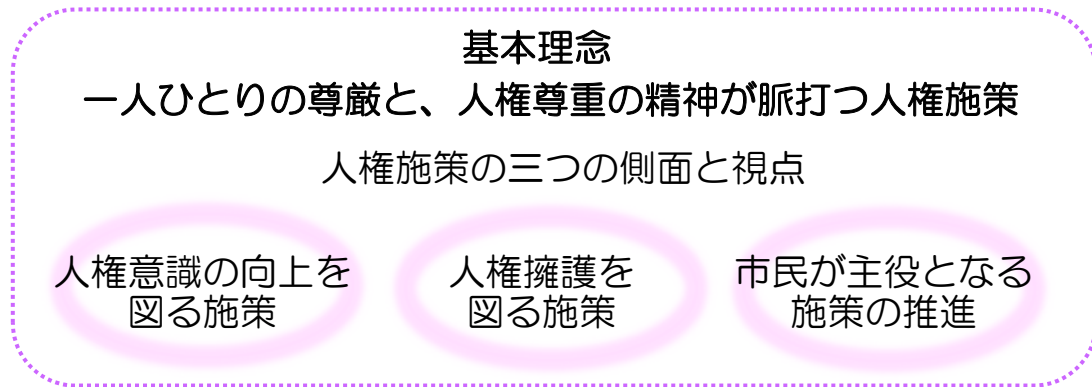 基本理念
一人ひとりの尊厳と、人権尊重の精神が脈打つ人権施策
人権施策の三つの側面と視点
人権意識の向上を
図る施策
人権擁護を
図る施策
市民が主役となる
施策の推進